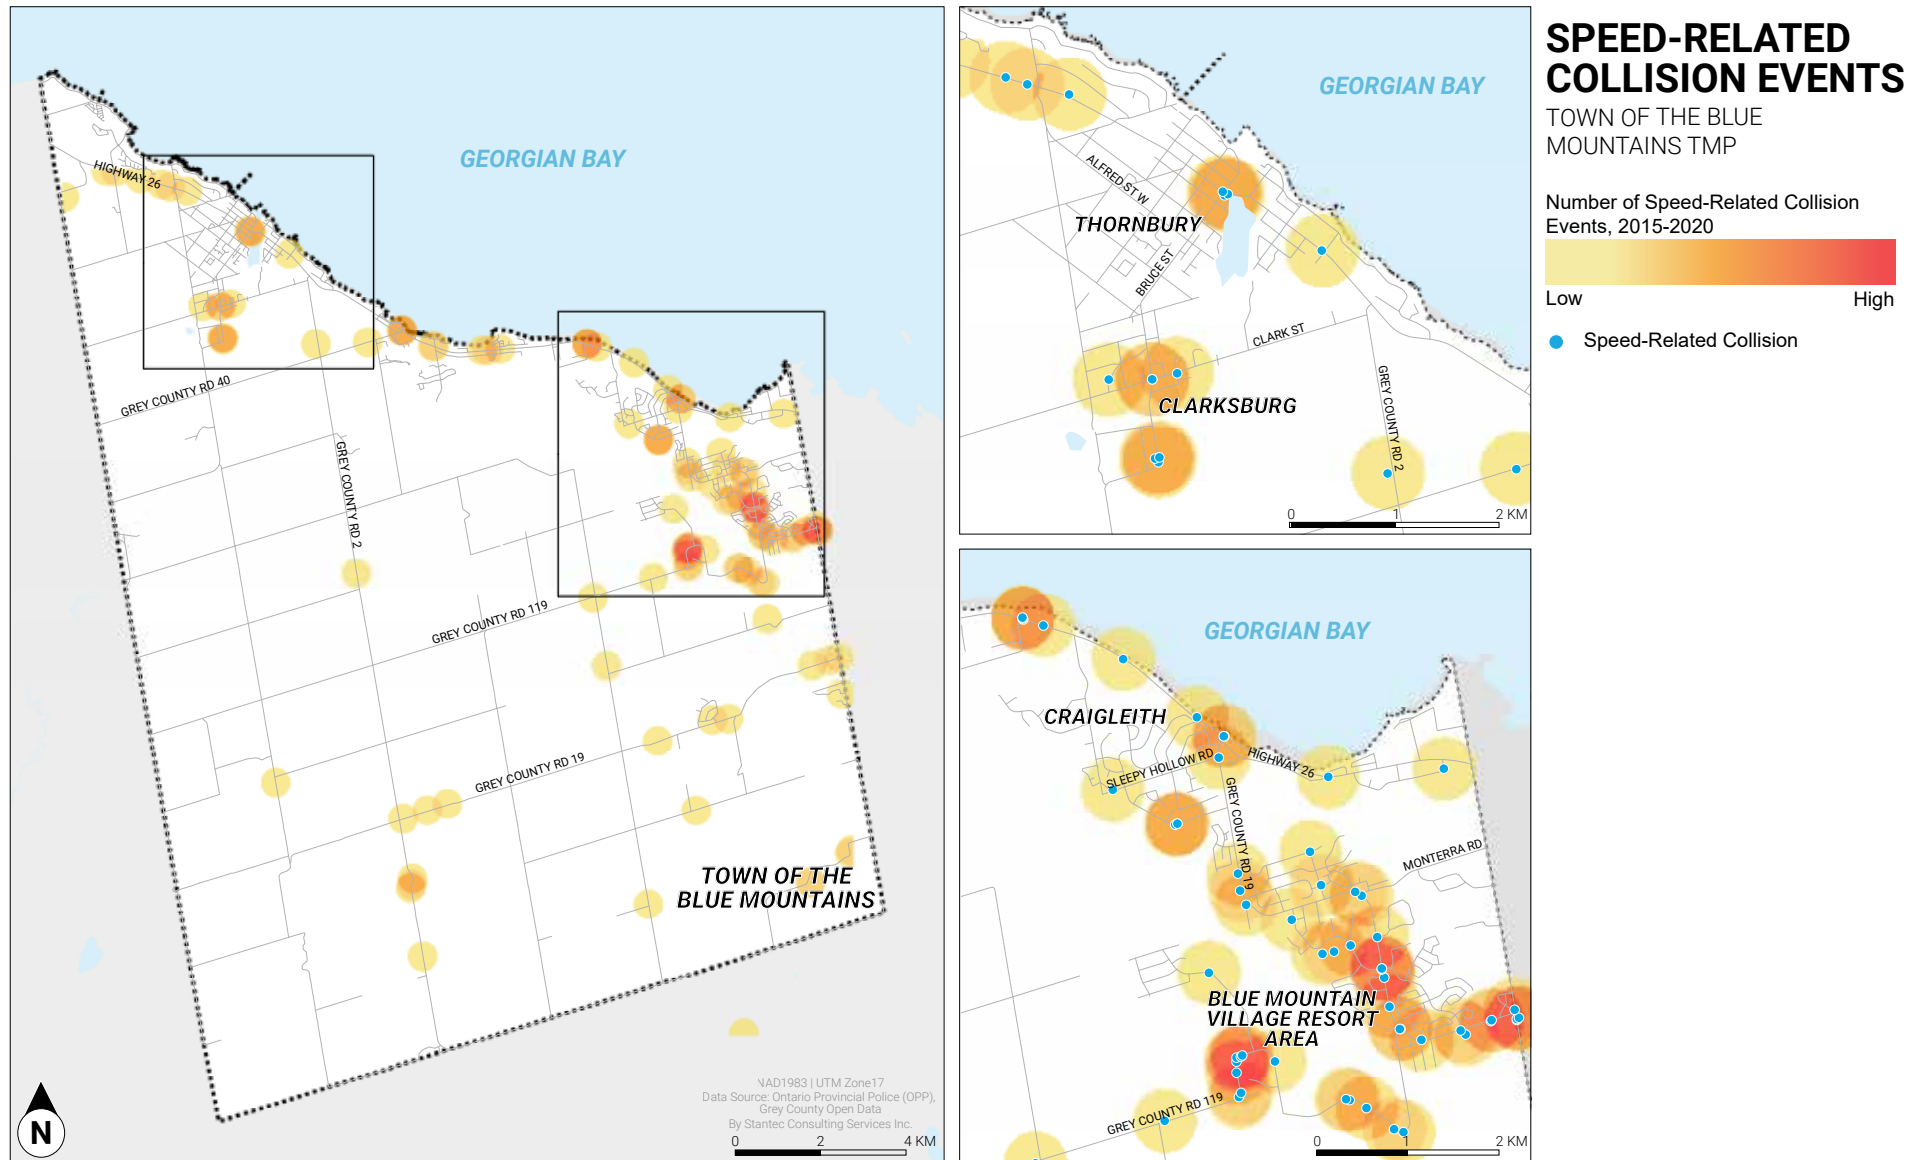 GEORGIAN BAY
HIGHWAY 26
GREY COUNTY RD 40
GREY COUNTY RD 2
GREY COUNTY RD 119
GREY COUNTY RD 19
TOWN OF THE
BLUE MOUNTAINS
NAD1983 | UTM Zone17
Data Source: Ontario Provincial Police (OPP),
Grey County Open Data
By Stantec Consulting Services Inc.
0 2 4 KM
N
GEORGIAN BAY
ALFRED ST W
THORNBURY
BRUCE ST
CLARK ST
GREY COUNTY RD 2
CLARKSBURG
0 1 2 KM
GEORGIAN BAY
CRAIGLEITH
SLEEPY HOLLOW RD
HIGHWAY 26
GREY COUNTY RD 19
MONTERRA RD
BLUE MOUNTAIN
VILLAGE RESORT
AREA
GREY COUNTY RD 119
0 1 2 KM
SPEED-RELATED
COLLISION EVENTS
TOWN OF THE BLUE
MOUNTAINS TMP
Number of Speed-Related Collision
Events, 2015-2020
Low High
Speed-Related Collision